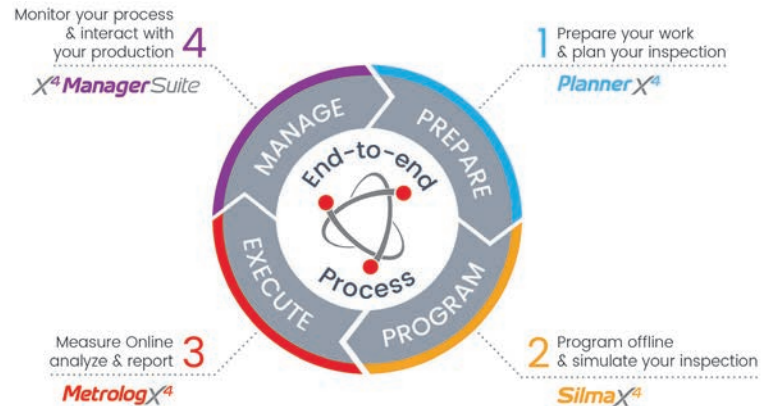 Monitor your process
& interact with
your production
4
X4 Manager Suite
1
Prepare your work
& plan your inspection
Planner X4
MANAGE
PREPARE
End-to-end
Process
EXECUTE
PROGRAM
Measure Online
analyze & report
3
Metrolog X4
2
Program offline
& simulate your inspection
Silma X4